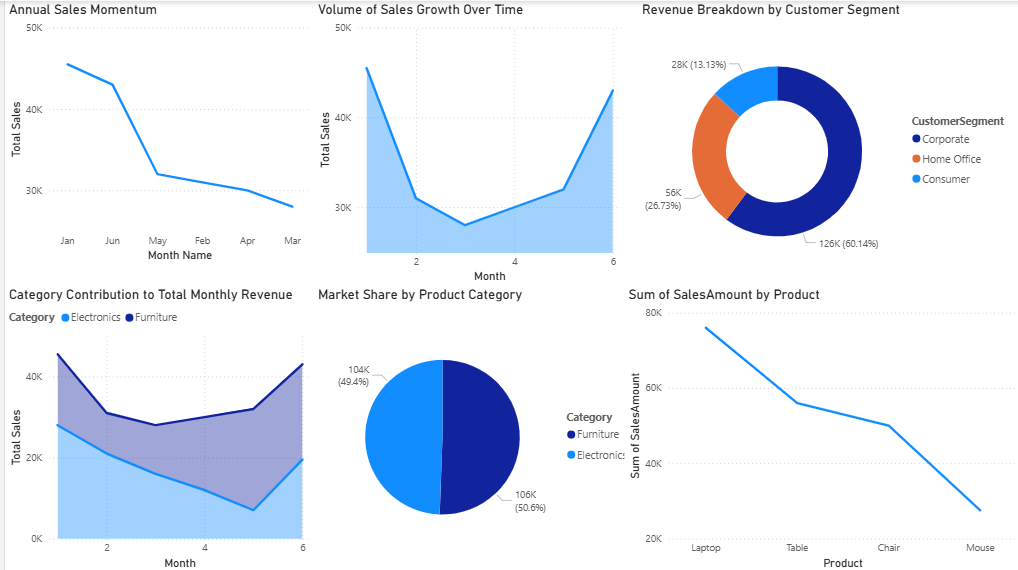 Annual Sales Momentum
50K
40K
30K
Total Sales
Jan Jun May Feb Apr Mar
Month Name
Volume of Sales Growth Over Time
50K
40K
30K
Total Sales
2 4 6
Month
Revenue Breakdown by Customer Segment
28K (13.13%)
56K
(26.73%)
126K (60.14%)
CustomerSegment
Corporate
Home Office
Consumer
Category Contribution to Total Monthly Revenue
Category Electronics Furniture
40K
20K
0K
Total Sales
2 4 6
Month
Market Share by Product Category
104K
(49.4%)
106K
(50.6%)
Category
Furniture
Electronics
Sum of SalesAmount by Product
80K
60K
40K
20K
Sum of SalesAmount
Laptop Table Chair Mouse
Product